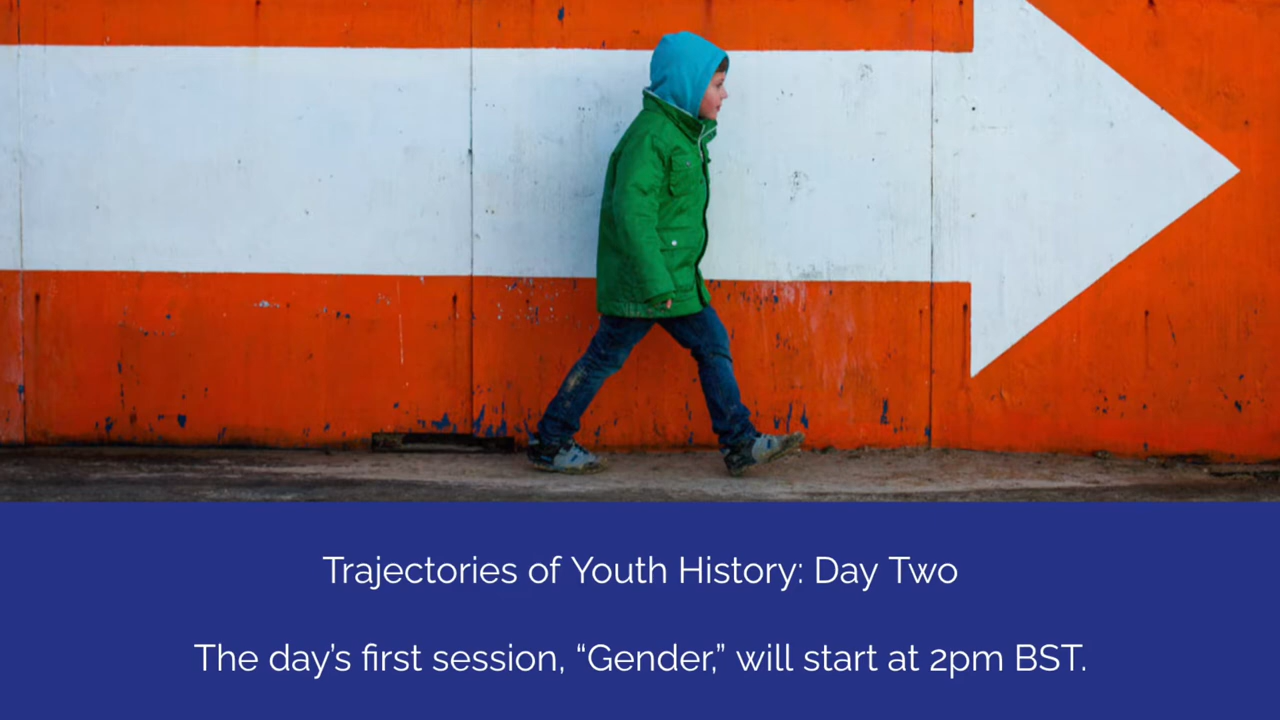 Trajectories of Youth History: Day Two
The day’s first session, “Gender,” will start at 2pm BST.